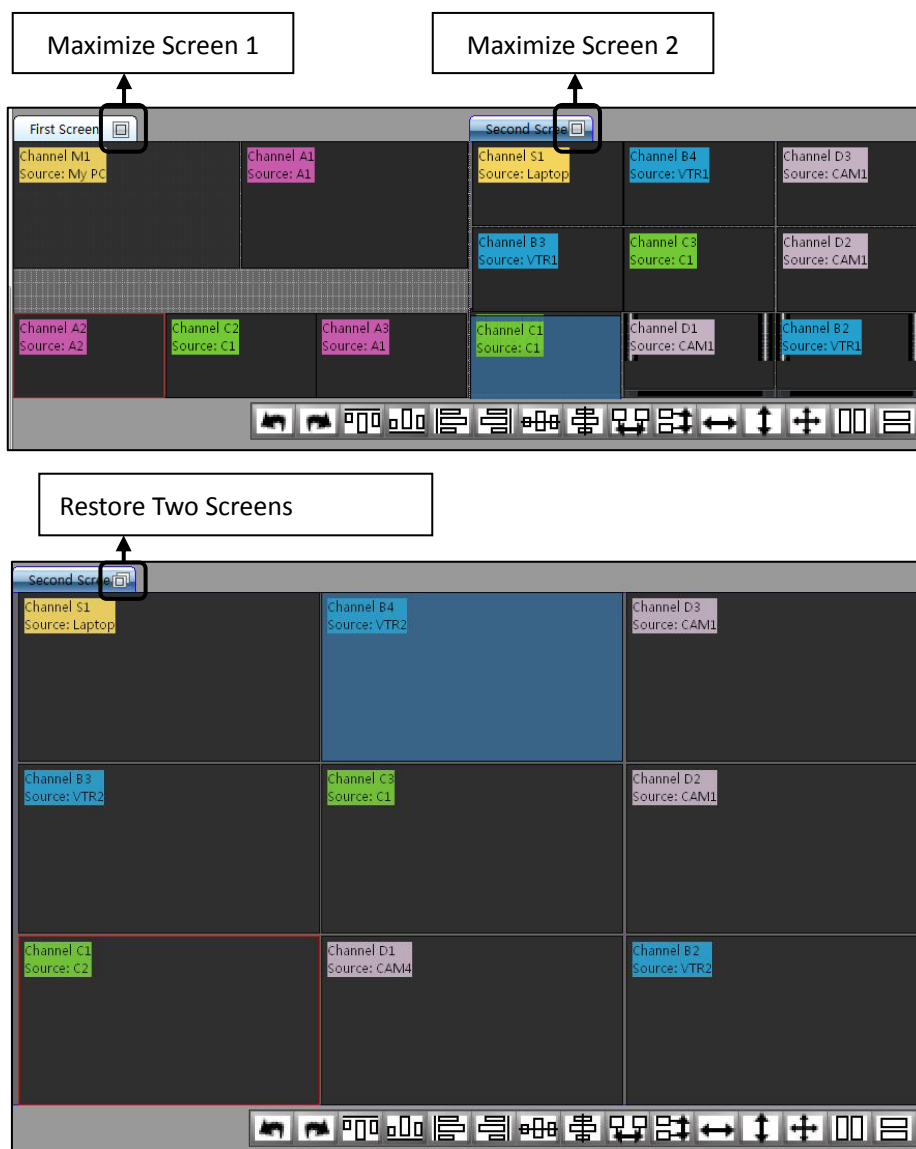 Maximize Screen 1
Maximize Screen 2
First Screen
Second Scree
Channel M1
Source: My PC
Channel A1
Source: A1
Channel S1
Source: Laptop
Channel B4
Source: VTR1
Channel D3
Source: CAM1
Channel B3
Source: VTR1
Channel C3
Source: C1
Channel D2
Source: CAM1
Channel A2
Source: A2
Channel C2
Source: C1
Channel A3
Source: A1
Channel C1
Source: C1
Channel D1
Source: CAM1
Channel B2
Source: VTR1
Restore Two Screens
Second Scree
Channel S1
Source: Laptop
Channel B4
Source: VTR2
Channel D3
Source: CAM1
Channel B3
Source: VTR2
Channel C3
Source: C1
Channel D2
Source: CAM1
Channel C1
Source: C2
Channel D1
Source: CAM4
Channel B2
Source: VTR2